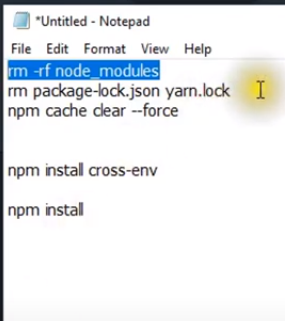 *Untitled - Notepad
File Edit Format View Help
rm -rf node_modules
rm package-lock.json yarn.lock
npm cache clear --force
npm install cross-env
npm install